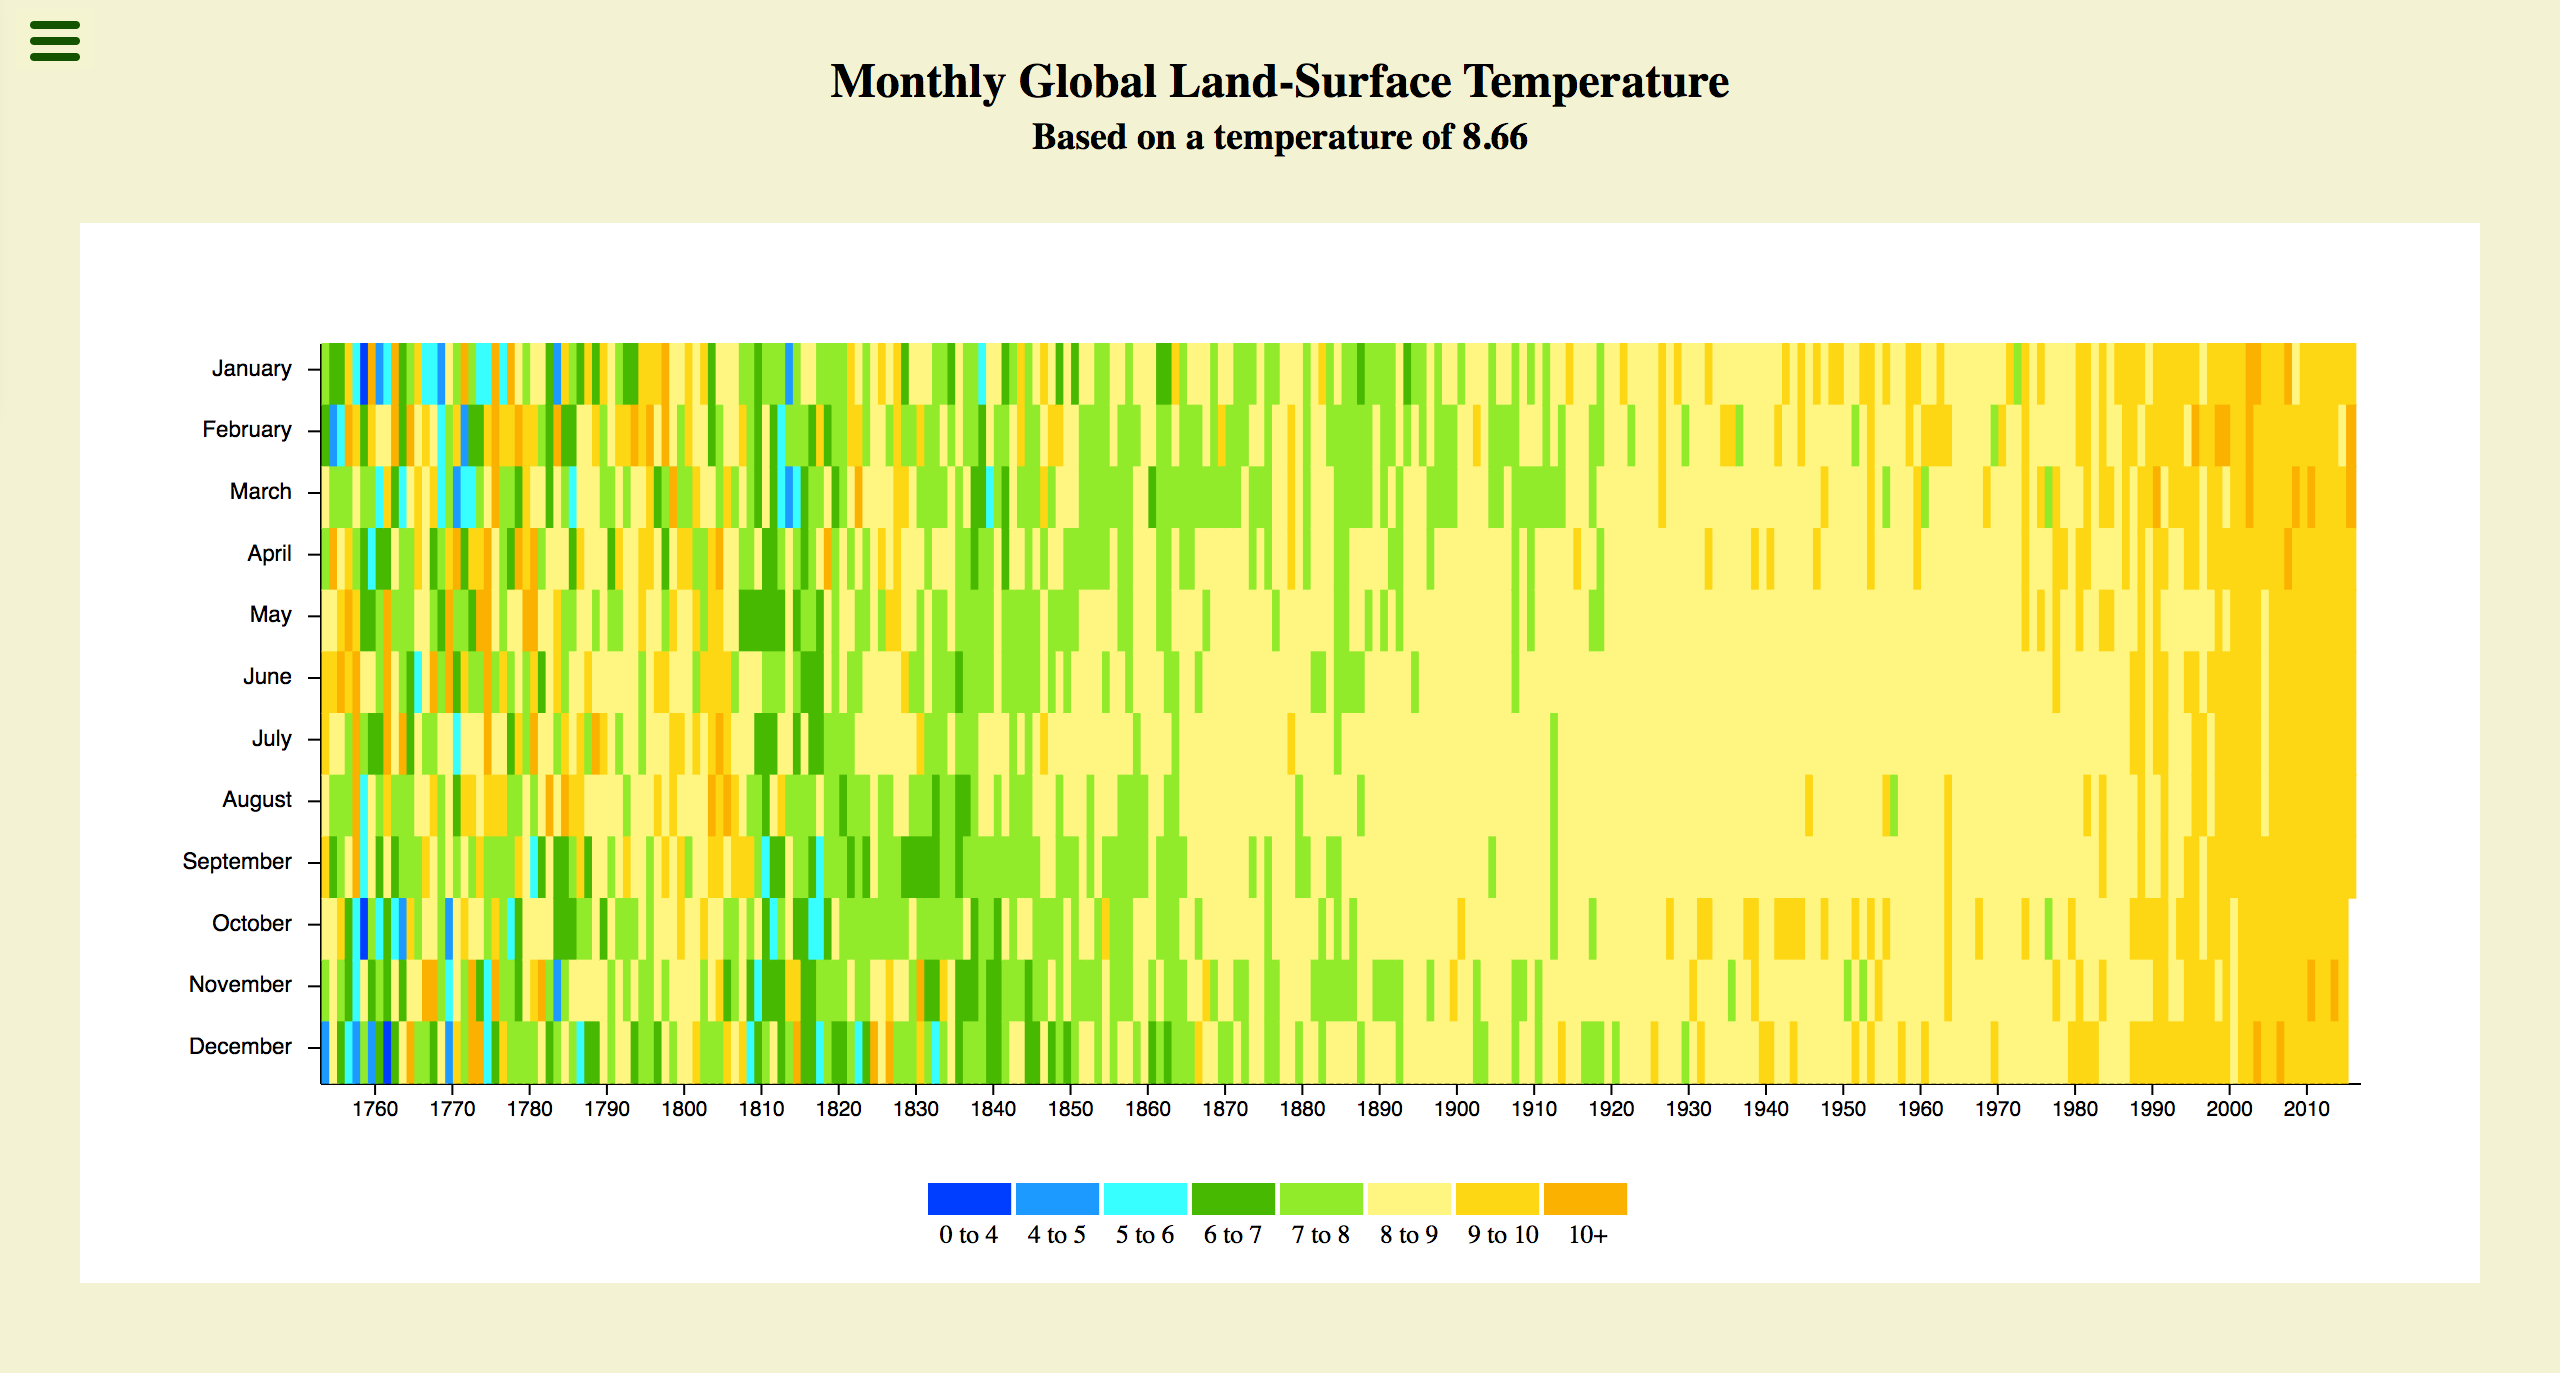 Monthly Global Land-Surface Temperature
Based on a temperature of 8.66
January
February
March
April
May
June
July
August
September
October
November
December
1760 1770 1780 1790 1800 1810 1820 1830 1840 1850 1860 1870 1880 1890 1900 1910 1920 1930 1940 1950 1960 1970 1980 1990 2000 2010
0 to 4 4 to 5 5 to 6 6 to 7 7 to 8 8 to 9 9 to 10 10+